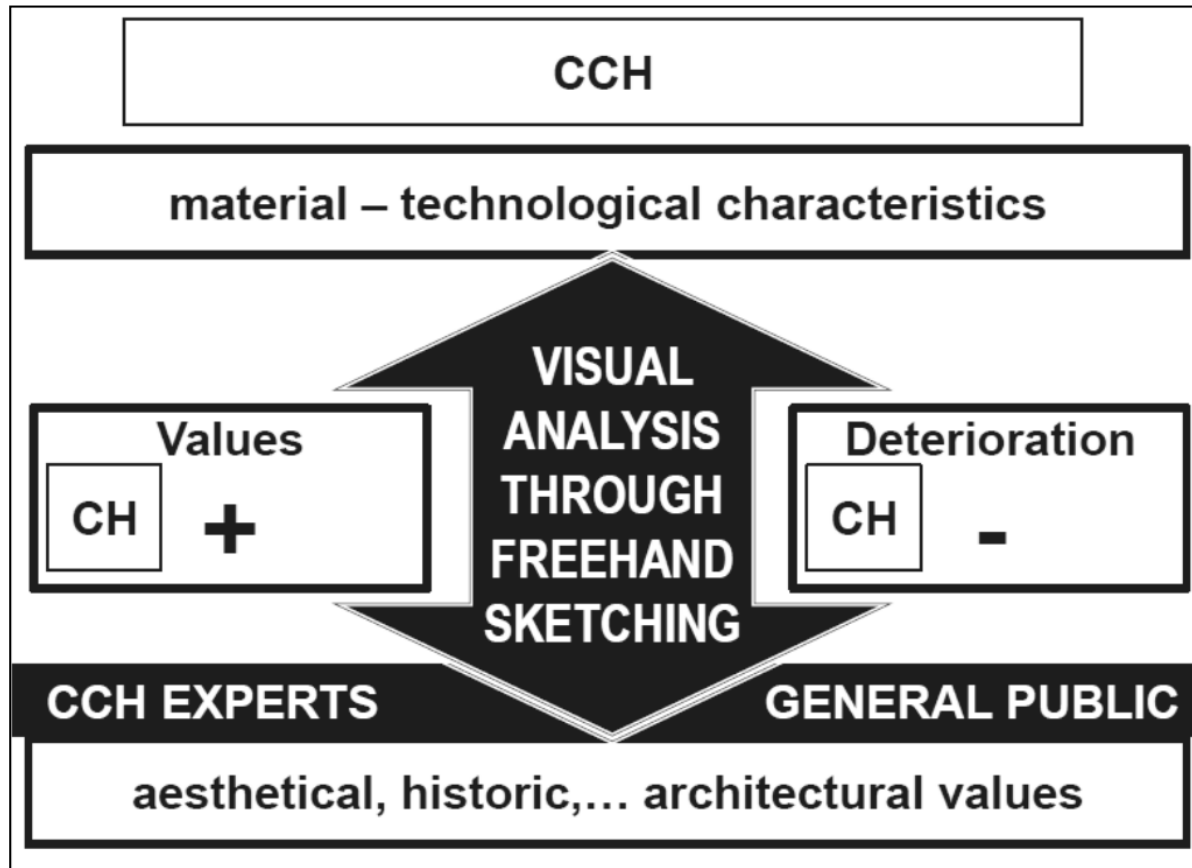 CCH
material – technological characteristics
VISUAL
ANALYSIS
THROUGH
FREEHAND
SKETCHING
Values
CH +
Deterioration
CH -
CCH EXPERTS
GENERAL PUBLIC
aesthetical, historic,... architectural values